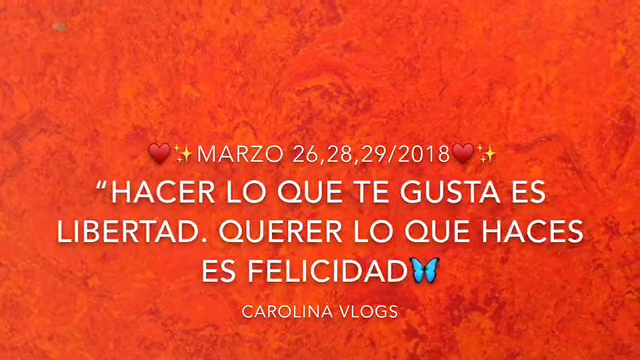 ♥️✨MARZO 26,28,29/2018♥️✨
“HACER LO QUE TE GUSTA ES
LIBERTAD. QUERER LO QUE HACES
ES FELICIDAD🦋
CAROLINA VLOGS